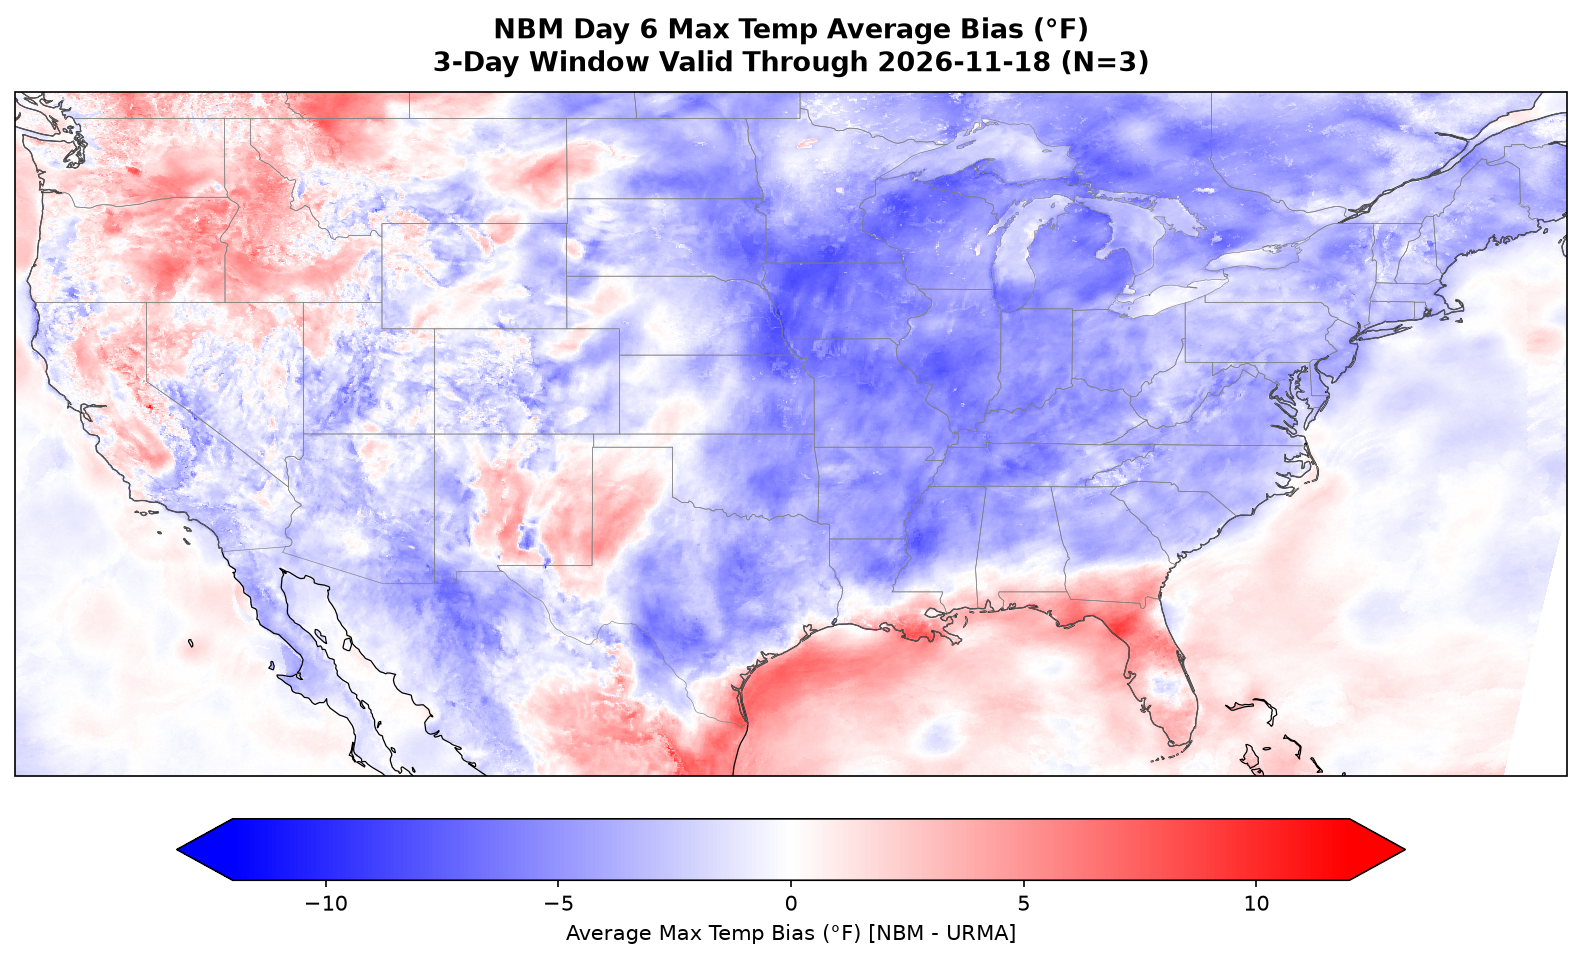 NBM Day 6 Max Temp Average Bias (°F)
3-Day Window Valid Through 2026-11-18 (N=3)
−10 −5 0 5 10
Average Max Temp Bias (°F) [NBM - URMA]